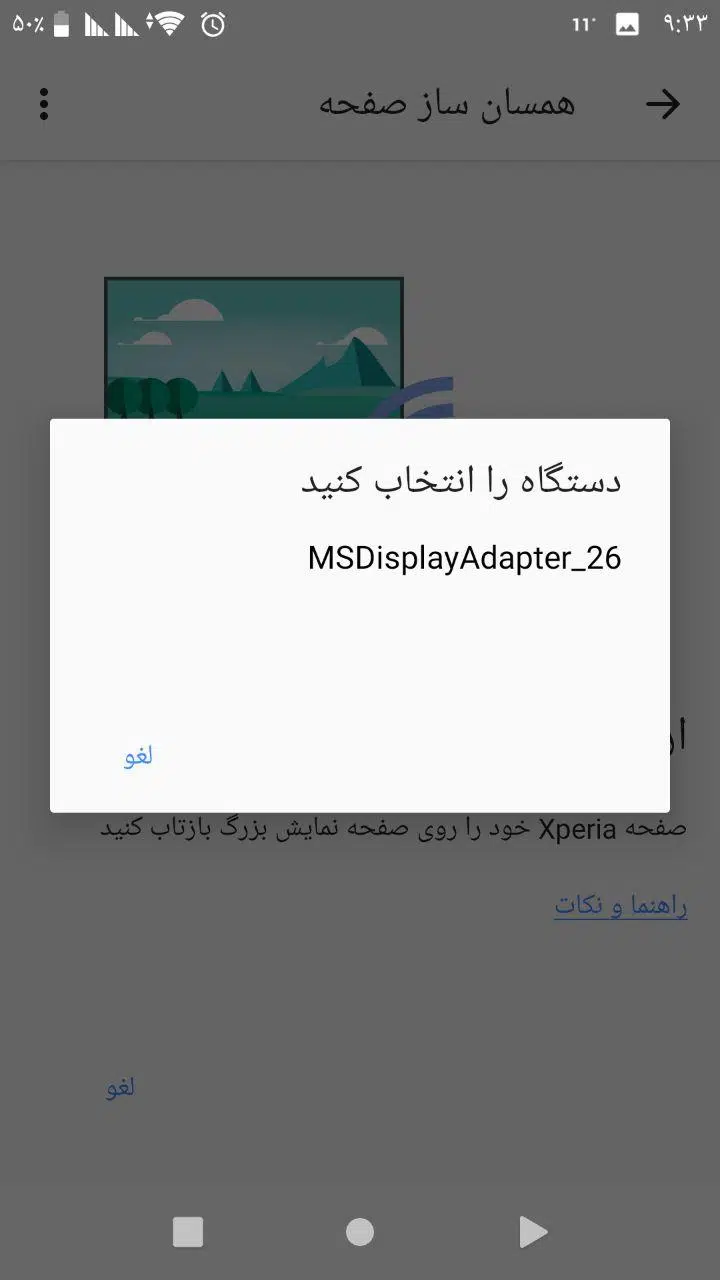 ۵۰٪ 11° ۹:۳۳
همسان ساز صفحه
دستگاه را انتخاب کنید
MSDisplayAdapter_26
لغو
ار
صفحه Xperia خود را روی صفحه نمایش بزرگ بازتاب کنید
راهنما و نکات
لغو